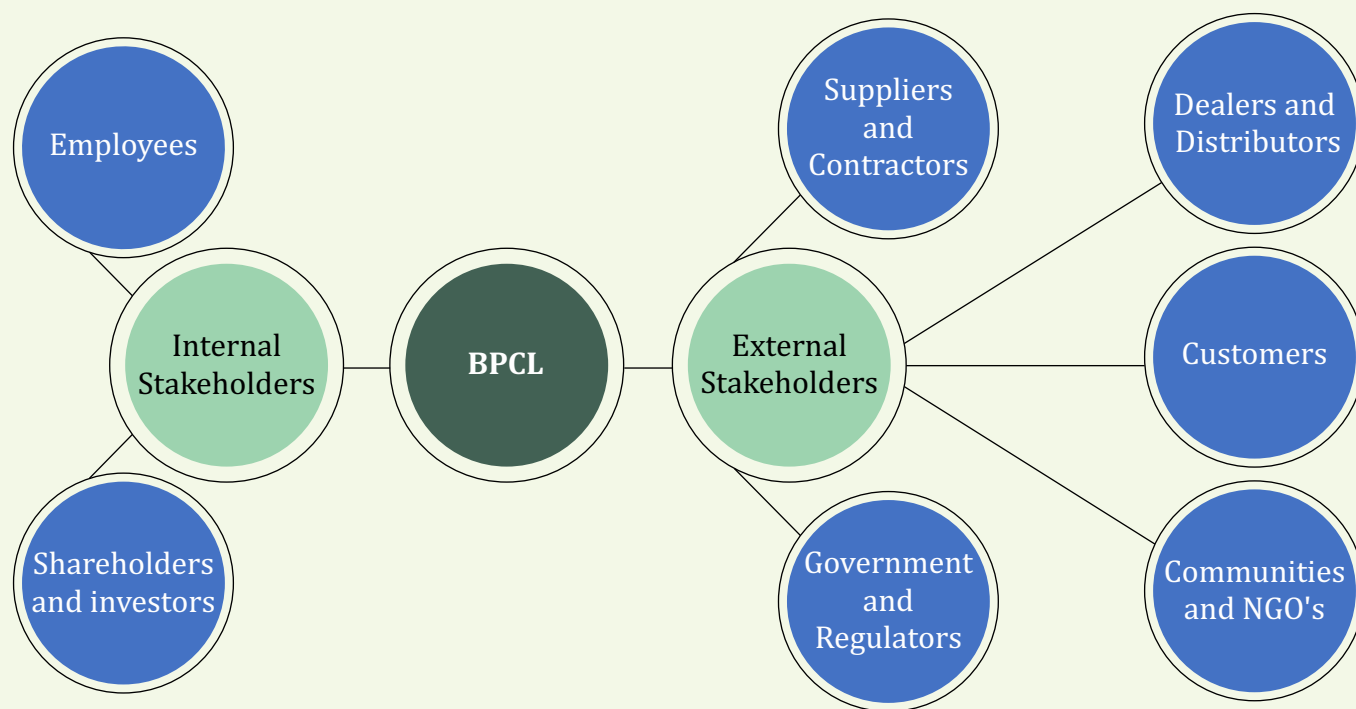 Employees
Internal
Stakeholders
Shareholders
and investors
BPCL
External
Stakeholders
Suppliers
and
Contractors
Dealers and
Distributors
Customers
Communities
and NGO's
Government
and
Regulators